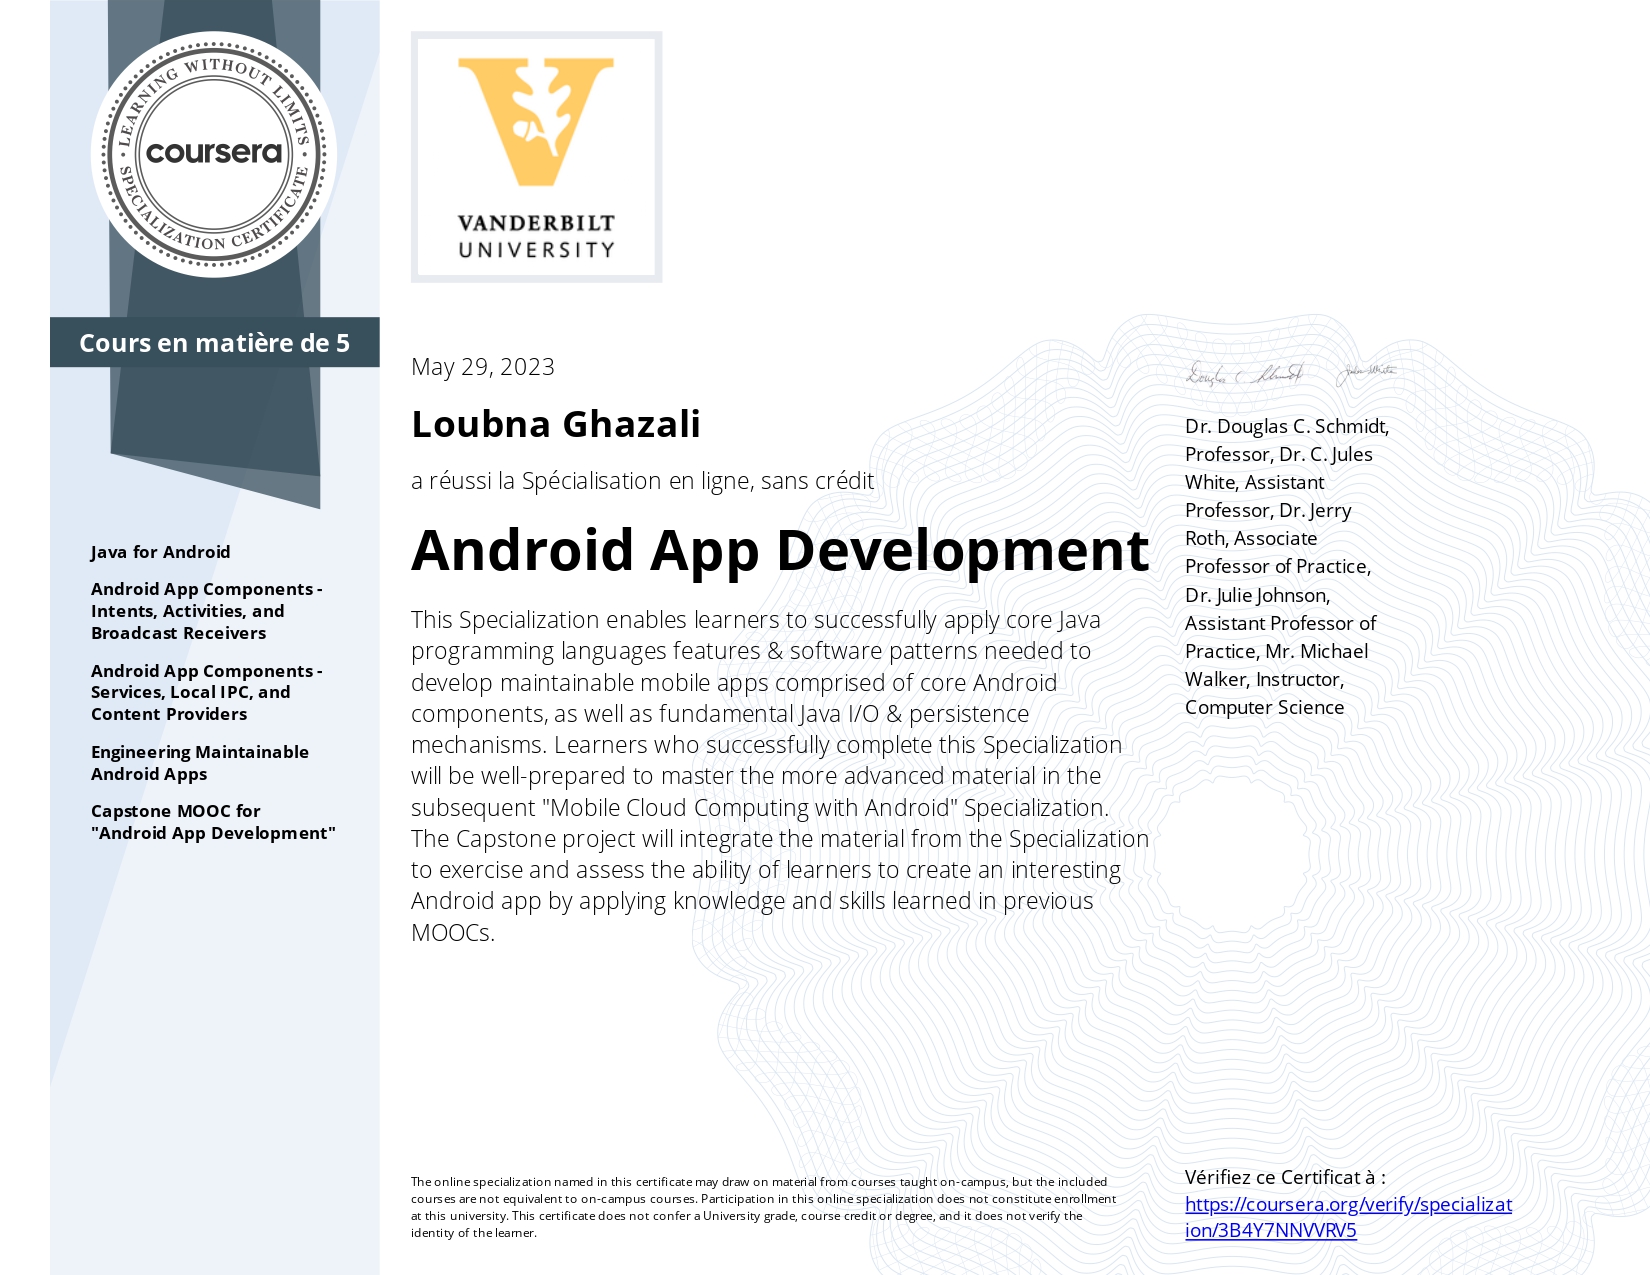 LEARNING WITHOUT LIMITS
coursera
SPECIALIZATION CERTIFICATE
Cours en matière de 5
Java for Android
Android App Components -
Intents, Activities, and
Broadcast Receivers
Android App Components -
Services, Local IPC, and
Content Providers
Engineering Maintainable
Android Apps
Capstone MOOC for
"Android App Development"
VANDERBILT
UNIVERSITY
May 29, 2023
Loubna Ghazali
a réussi la Spécialisation en ligne, sans crédit
Android App Development
This Specialization enables learners to successfully apply core Java
programming languages features & software patterns needed to
develop maintainable mobile apps comprised of core Android
components, as well as fundamental Java I/O & persistence
mechanisms. Learners who successfully complete this Specialization
will be well-prepared to master the more advanced material in the
subsequent "Mobile Cloud Computing with Android" Specialization.
The Capstone project will integrate the material from the Specialization
to exercise and assess the ability of learners to create an interesting
Android app by applying knowledge and skills learned in previous
MOOCs.
Dr. Douglas C. Schmidt,
Professor, Dr. C. Jules
White, Assistant
Professor, Dr. Jerry
Roth, Associate
Professor of Practice,
Dr. Julie Johnson,
Assistant Professor of
Practice, Mr. Michael
Walker, Instructor,
Computer Science
The online specialization named in this certificate may draw on material from courses taught on-campus, but the included
courses are not equivalent to on-campus courses. Participation in this online specialization does not constitute enrollment
at this university. This certificate does not confer a University grade, course credit or degree, and it does not verify the
identity of the learner.
Vérifiez ce Certificat à :
https://coursera.org/verify/specializat
ion/3B4Y7NNVVRV5